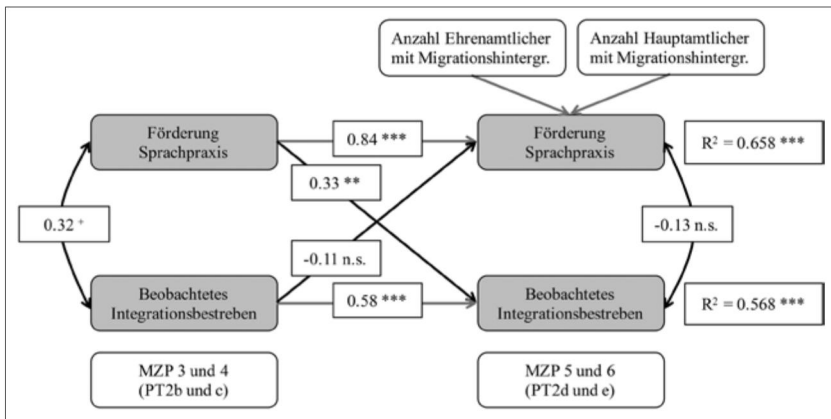 Anzahl Ehrenamtlicher
mit Migrationshintergr.
Anzahl Hauptamtlicher
mit Migrationshintergr.
Förderung
Sprachpraxis
0.84 ***
Förderung
Sprachpraxis
R² = 0.658 ***
0.33 **
0.32 +
-0.13 n.s.
-0.11 n.s.
Beobachtetes
Integrationsbestreben
0.58 ***
Beobachtetes
Integrationsbestreben
R² = 0.568 ***
MZP 3 und 4
(PT2b und c)
MZP 5 und 6
(PT2d und e)